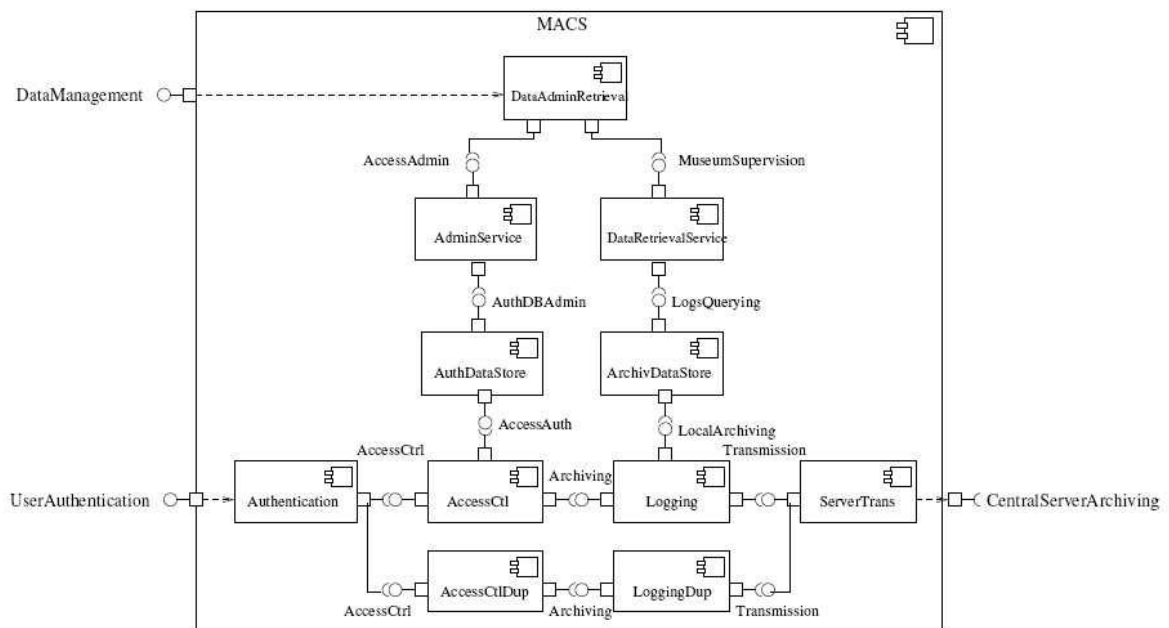 MACS
DataManagement
DataAdminRetrieval
AccessAdmin
MuseumSupervision
AdminService
DataRetrievalService
AuthDBAdmin
LogsQuerying
AuthDataStore
ArchivDataStore
AccessAuth
LocalArchiving
AccessCtrl
Archiving
Transmission
UserAuthentication
Authentication
AccessCtl
Logging
ServerTrans
CentralServerArchiving
AccessCtlDup
LoggingDup
AccessCtrl
Archiving
Transmission